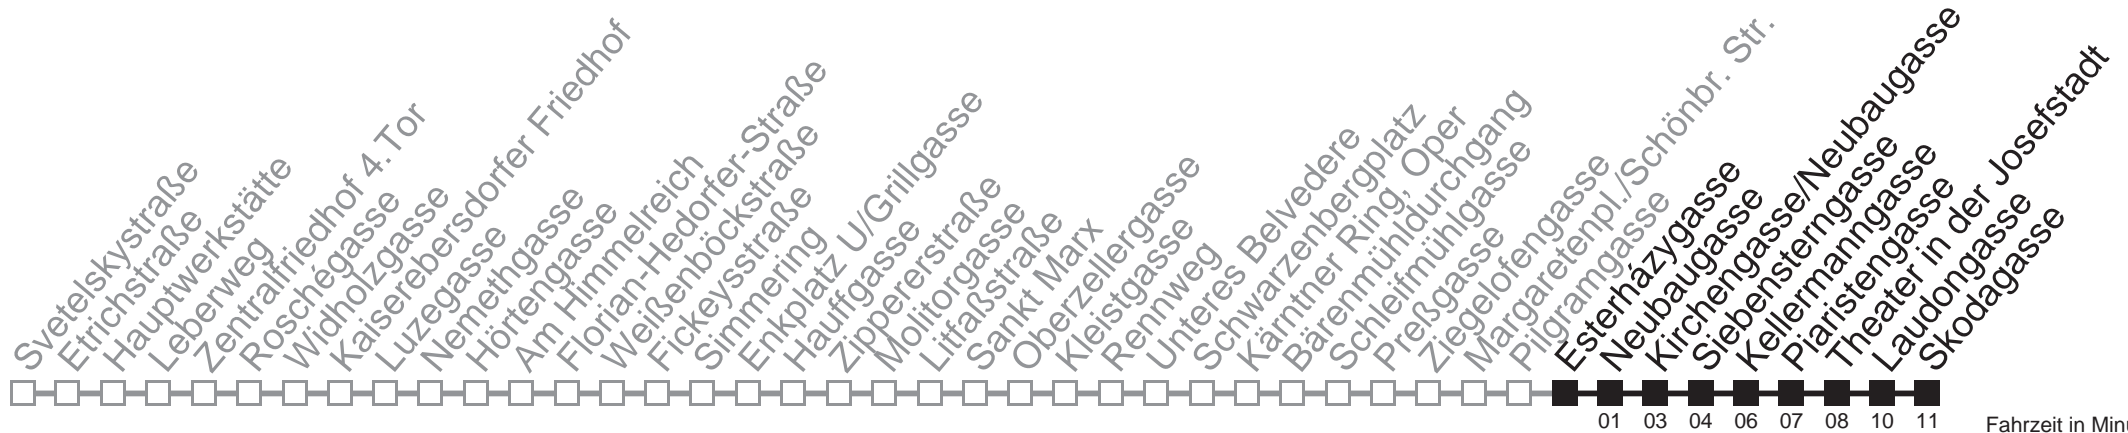 Svetelskystraße
Etrichstraße
Hauptwerkstätte
Leberweg
Zentralfriedhof 4.Tor
Roschégasse
Widholzgasse
Kaiserebersdorfer Friedhof
Luzegasse
Nemethgasse
Hörtengasse
Am Himmelreich
Florian-Hedorfer-Straße
Weißenböckstraße
Fickeysstraße
Simmering
Enkplatz U/Grillgasse
Hauffgasse
Zippererstraße
Molitorgasse
Litfaßstraße
Sankt Marx
Oberzellergasse
Kleistgasse
Rennweg
Unteres Belvedere
Schwarzenbergplatz
Kärntner Ring, Oper
Bärenmühldurchgang
Schleifmühlgasse
Preßgasse
Ziegelofengasse
Margaretenpl./Schönbr. Str.
Pilgramgasse
Esterházygasse
Neubaugasse
Kirchengasse/Neubaugasse
Siebensterngasse
Kellermanngasse
Piaristengasse
Theater in der Josefstadt
Laudongasse
Skodagasse
01 03 04 06 07 08 10 11
Fahrzeit in Min